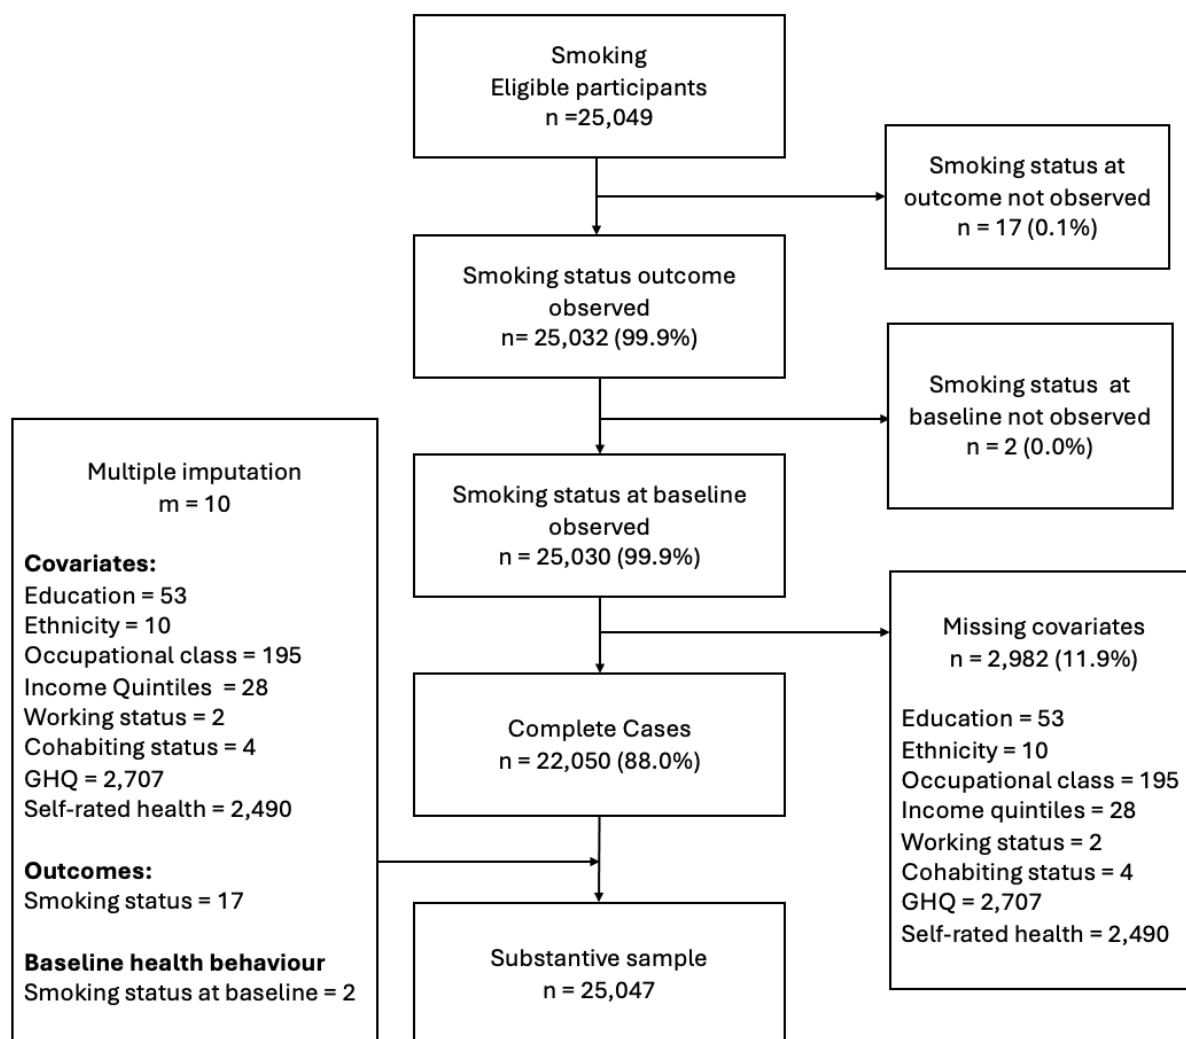 Smoking
Eligible participants
n =25,049
Smoking status at
outcome not observed
n = 17 (0.1%)
Smoking status outcome
observed
n= 25,032 (99.9%)
Smoking status  at
baseline not observed
n = 2 (0.0%)
Smoking status at baseline
observed
n = 25,030 (99.9%)
Missing covariates
n = 2,982 (11.9%)
Education = 53
Ethnicity = 10
Occupational class = 195
Income quintiles = 28
Working status = 2
Cohabiting status = 4
GHQ = 2,707
Self-rated health = 2,490
Complete Cases
n = 22,050 (88.0%)
Multiple imputation
m = 10
Covariates:
Education = 53
Ethnicity = 10
Occupational class = 195
Income Quintiles  = 28
Working status = 2
Cohabiting status = 4
GHQ = 2,707
Self-rated health = 2,490
Outcomes:
Smoking status = 17
Baseline health behaviour
Smoking status at baseline = 2
Substantive sample
n = 25,047